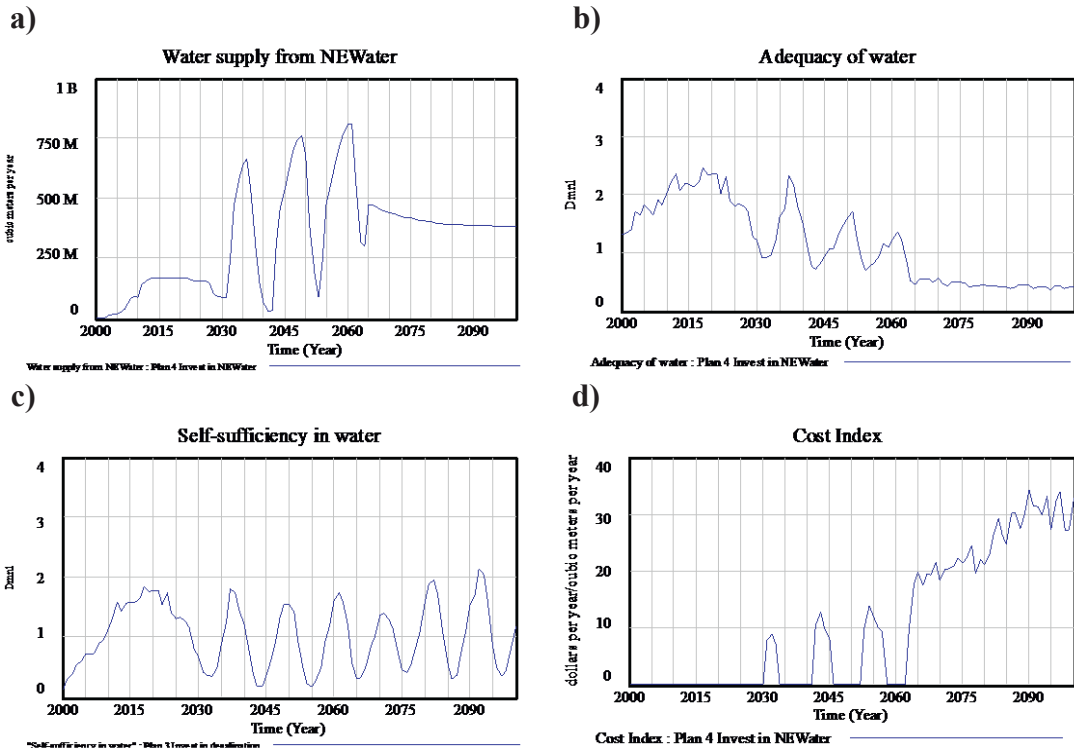 a)
Water supply from NEWater
1 B
750 M
500 M
250 M
0
cubic meters per year
2000 2015 2030 2045 2060 2075 2090
Time (Year)
Water supply from NEWater : Plan 4 Invest in NEWater
b)
Adequacy of water
4
3
2
1
0
Dmnl
2000 2015 2030 2045 2060 2075 2090
Time (Year)
Adequacy of water : Plan 4 Invest in NEWater
c)
Self-sufficiency in water
4
3
2
1
0
Dmnl
2000 2015 2030 2045 2060 2075 2090
Time (Year)
"Self-sufficiency in water" : Plan 3 Invest in desalination
d)
Cost Index
40
30
20
10
0
dollars per year/cubic meters per year
2000 2015 2030 2045 2060 2075 2090
Time (Year)
Cost Index : Plan 4 Invest in NEWater